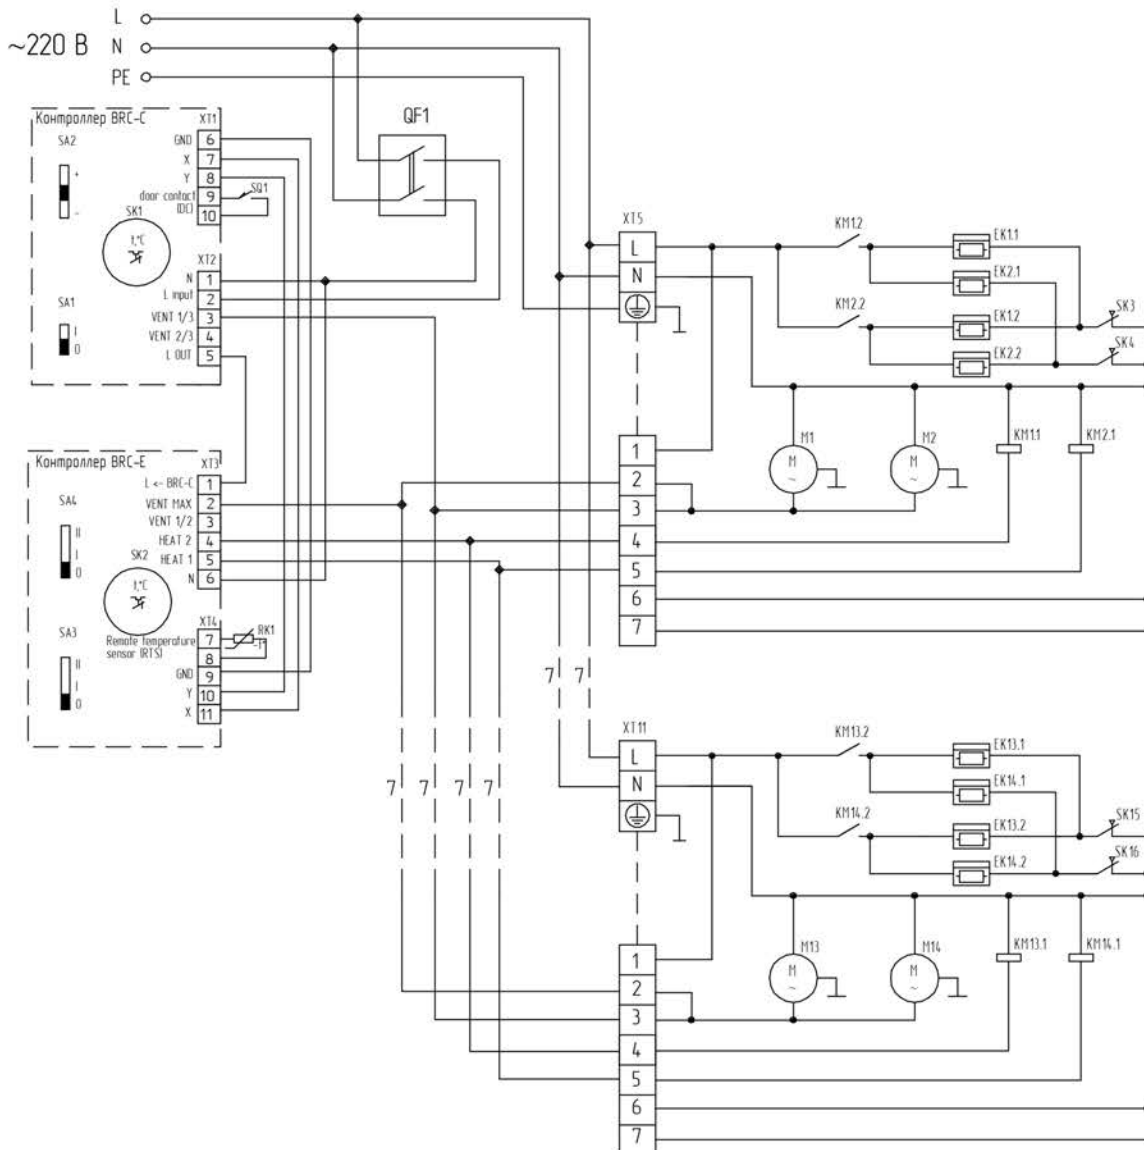 L
~220 В N
PE
Контроллер BRC-C
XT1
SA2
+
-
GND 6
X 7
Y 8
door contact (DC) 9
10
SQ1
SK1
t,°C
XT2
N 1
L input 2
VENT 1/3 3
VENT 2/3 4
L OUT 5
SA1
I
0
QF1
Контроллер BRC-E
XT3
L <- BRC-C 1
VENT MAX 2
VENT 1/2 3
HEAT 2 4
HEAT 1 5
N 6
SA4
II
I
0
SK2
t,°C
XT4
Remote temperature
sensor (RTS)
7
8
RK1
-t°
GND 9
Y 10
X 11
SA3
II
I
0
XT5
L
N
1
2
3
4
5
6
7
KM1.2
KM2.2
EK1.1
EK2.1
EK1.2
EK2.2
SK3
SK4
M1
M
~
M2
M
~
KM1.1
KM2.1
7 7
7 7 7 7
XT11
L
N
1
2
3
4
5
6
7
KM13.2
KM14.2
EK13.1
EK14.1
EK13.2
EK14.2
SK15
SK16
M13
M
~
M14
M
~
KM13.1
KM14.1